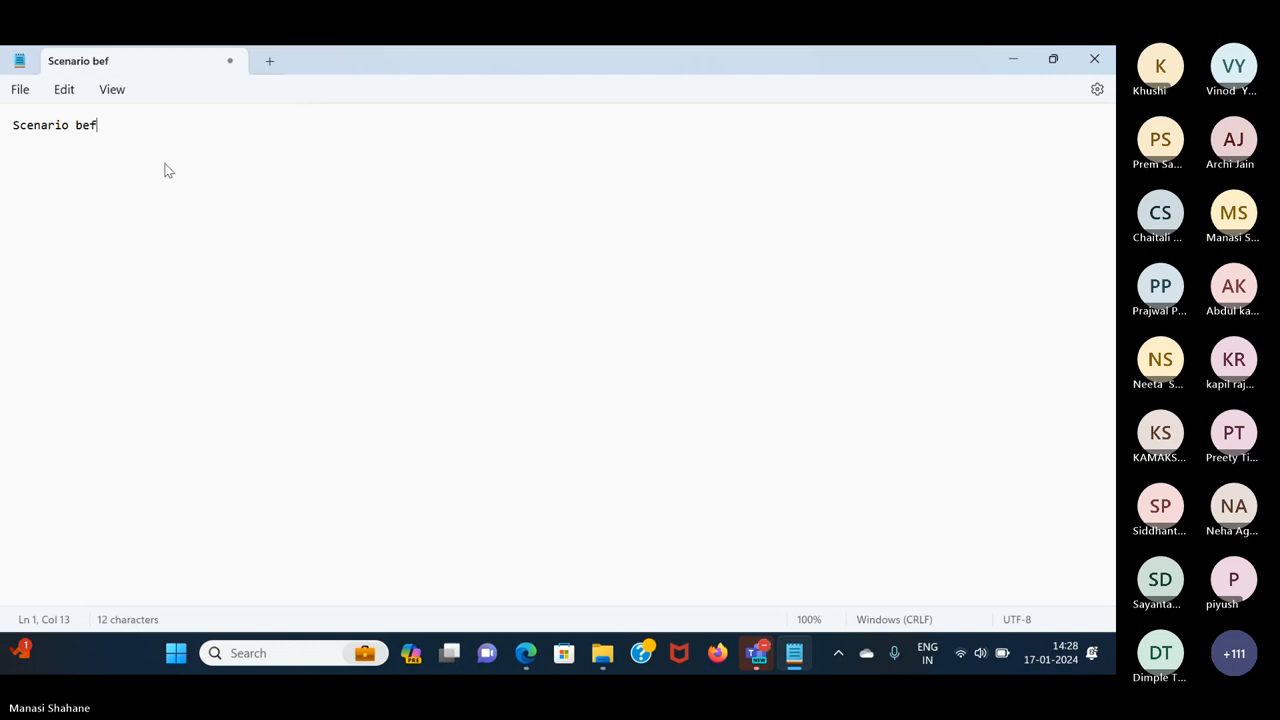 Scenario bef
File Edit View
Scenario bef
Ln 1, Col 13 12 characters 100% Windows (CRLF) UTF-8
1 Search PRE NEW ENG IN 14:28 17-01-2024
K VY
Khushi Vinod Y...
PS AJ
Prem Sa... Archi Jain
CS MS
Chaitali ... Manasi S...
PP AK
Prajwal P... Abdul ka...
NS KR
Neeta S... kapil raj...
KS PT
KAMAKS... Preety Ti...
SP NA
Siddhant... Neha Ag...
SD P
Sayanta... piyush
DT +111
Dimple T...
Manasi Shahane